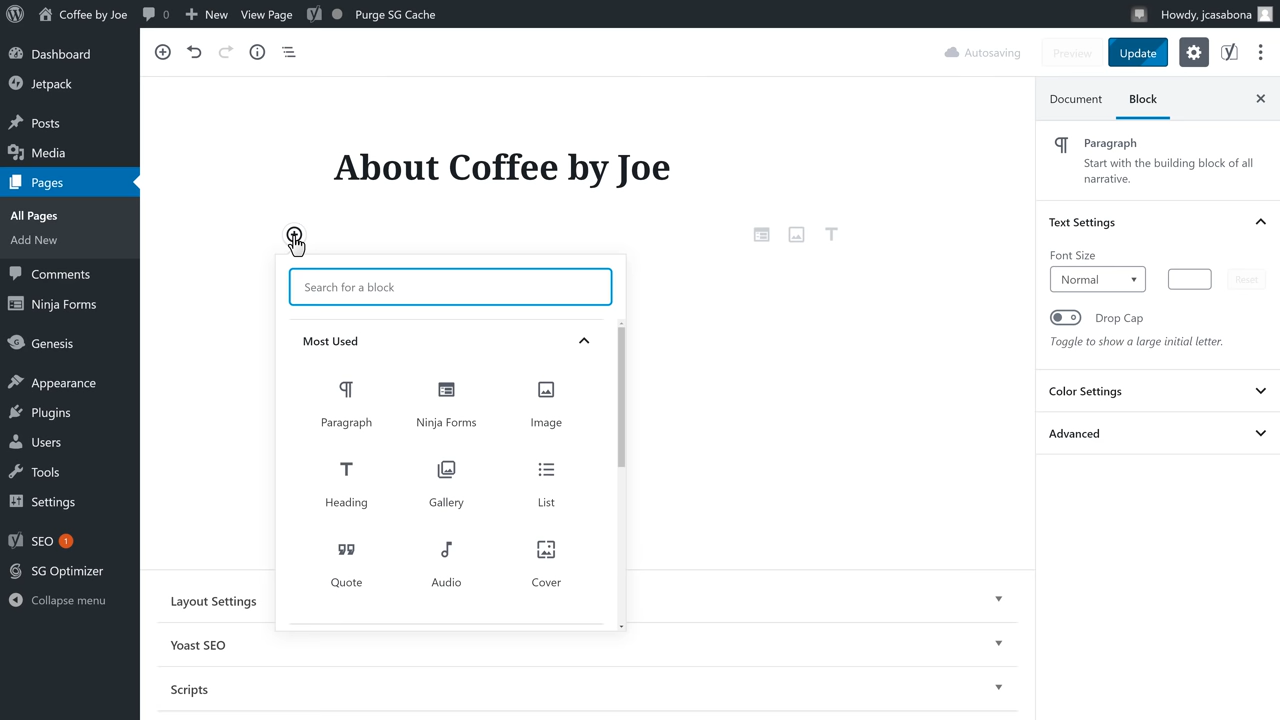 Coffee by Joe
0
New
View Page
Purge SG Cache
Howdy, jcasabona
Dashboard
Jetpack
Posts
Media
Pages
All Pages
Add New
Comments
Ninja Forms
Genesis
Appearance
Plugins
Users
Tools
Settings
SEO 1
SG Optimizer
Collapse menu
Autosaving
Preview
Update
About Coffee by Joe
Search for a block
Most Used
Paragraph
Ninja Forms
Image
Heading
Gallery
List
Quote
Audio
Cover
Layout Settings
Yoast SEO
Scripts
Document
Block
Paragraph
Start with the building block of all
narrative.
Text Settings
Font Size
Normal
Reset
Drop Cap
Toggle to show a large initial letter.
Color Settings
Advanced